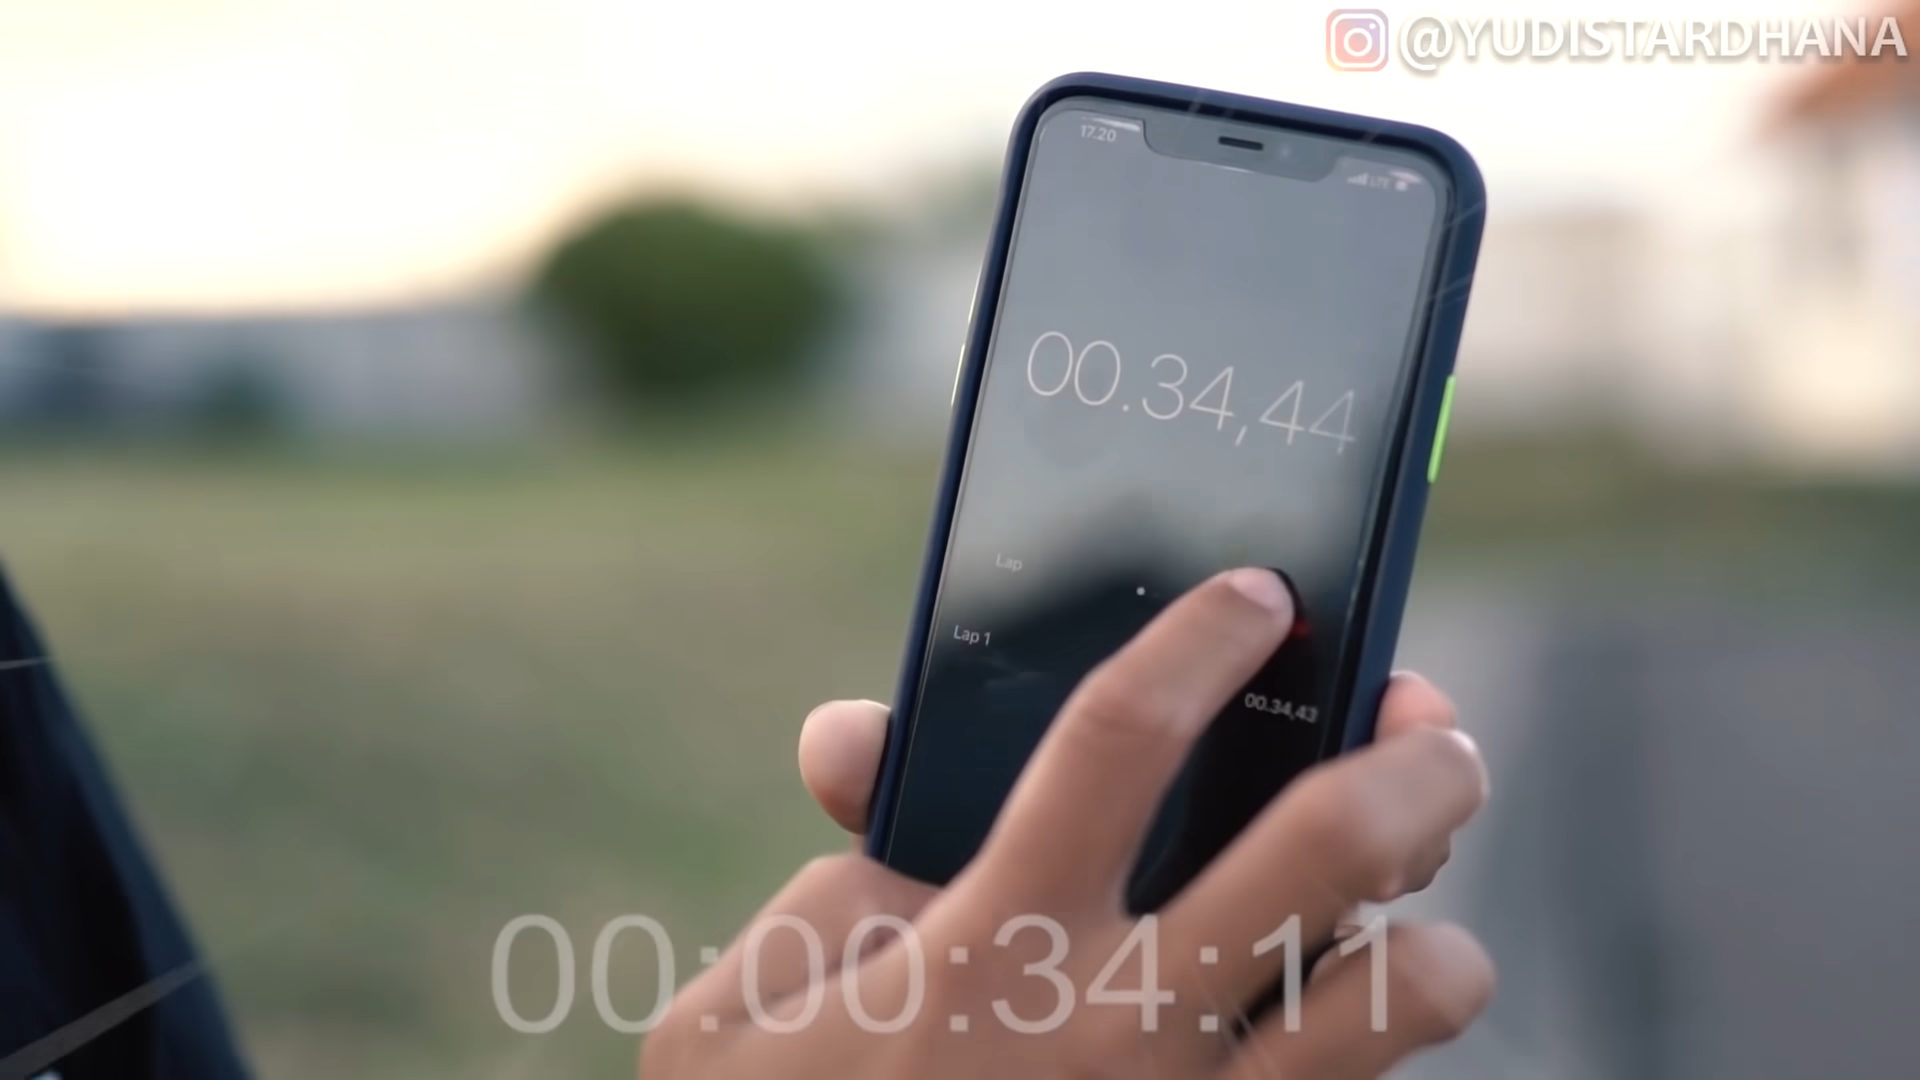 @YUDISTARDHANA
17.20
LTE
00.34,44
Lap
Lap 1
00.34,43
00:00:34:11